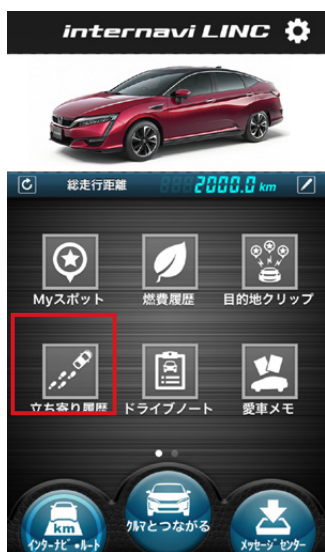 internavi LINC
総走行距離 2000.0 km
Myスポット 燃費履歴 目的地クリップ
立ち寄り履歴 ドライブノート 愛車メモ
km
インターナビ・ルート クルマとつながる メッセージセンター